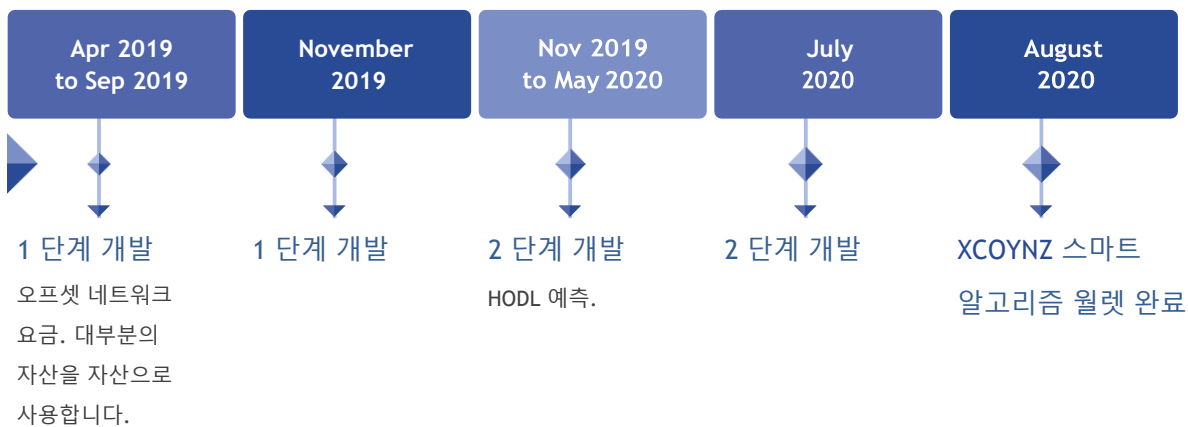 Apr 2019
to Sep 2019
November
2019
Nov 2019
to May 2020
July
2020
August
2020
1 단계 개발
오프셋 네트워크
요금. 대부분의
자산을 자산으로
사용합니다.
1 단계 개발
2 단계 개발
HODL 예측.
2 단계 개발
XCOYNZ 스마트
알고리즘 월렛 완료